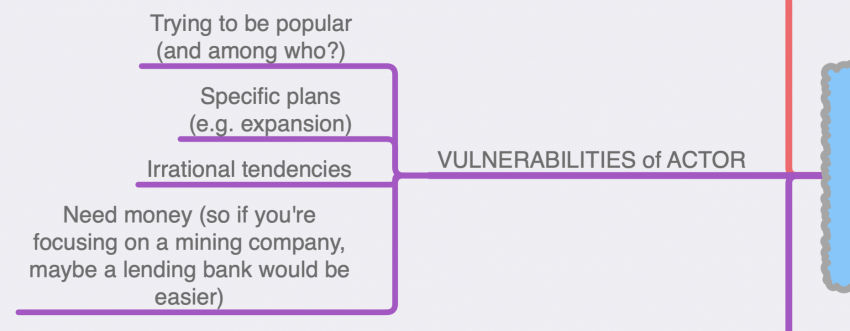 Trying to be popular
(and among who?)
Specific plans
(e.g. expansion)
Irrational tendencies
Need money (so if you're
focusing on a mining company,
maybe a lending bank would be
easier)
VULNERABILITIES of ACTOR